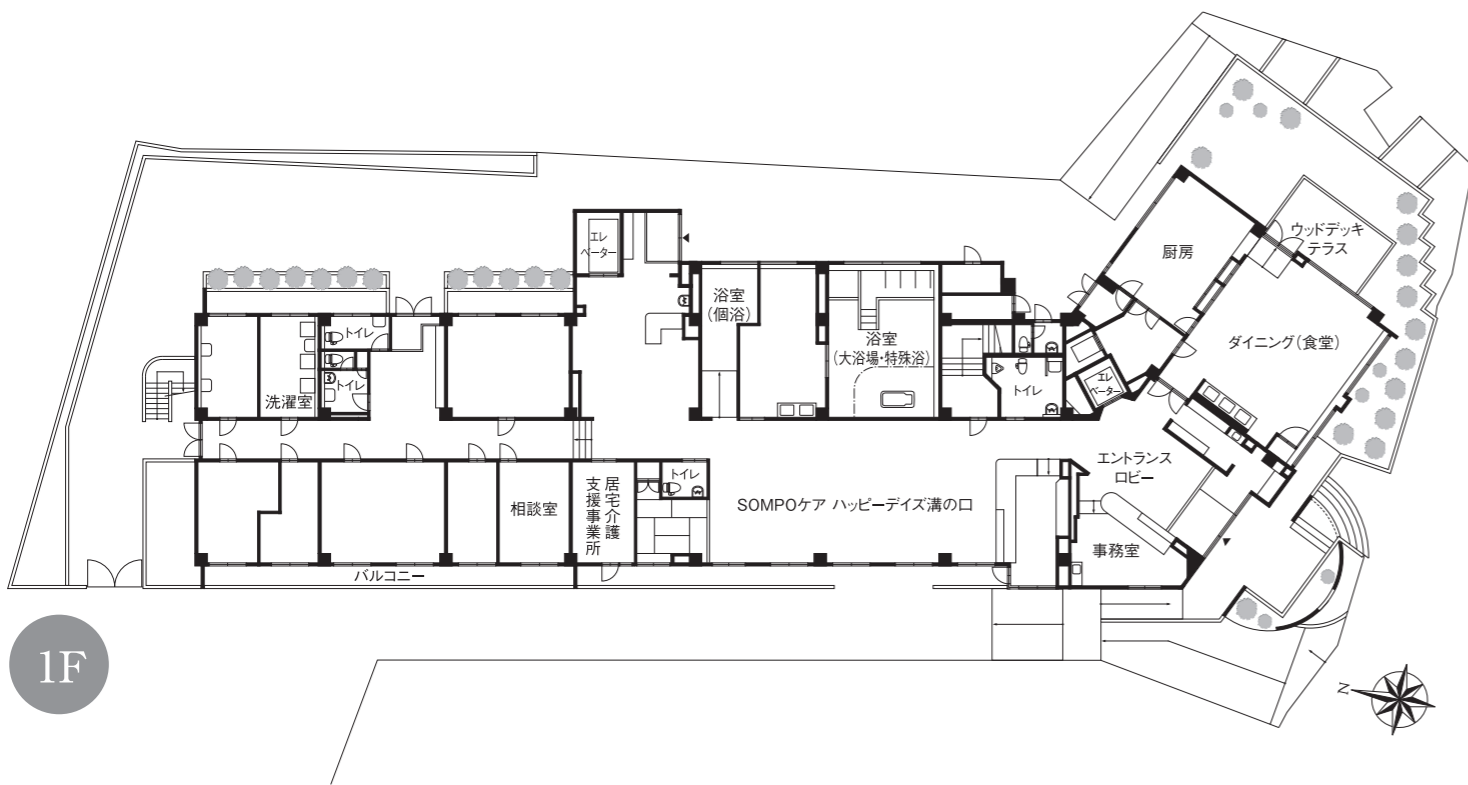 ウッドデッキ
テラス
厨房
エレ
ベーター
ダイニング(食堂)
浴室
(個浴)
浴室
(大浴場・特殊浴)
トイレ
トイレ
洗濯室
トイレ
エレ
ベーター
エントランス
ロビー
トイレ
相談室
居宅介護
支援事業所
SOMPOケア ハッピーデイズ溝の口
事務室
バルコニー
1F
N